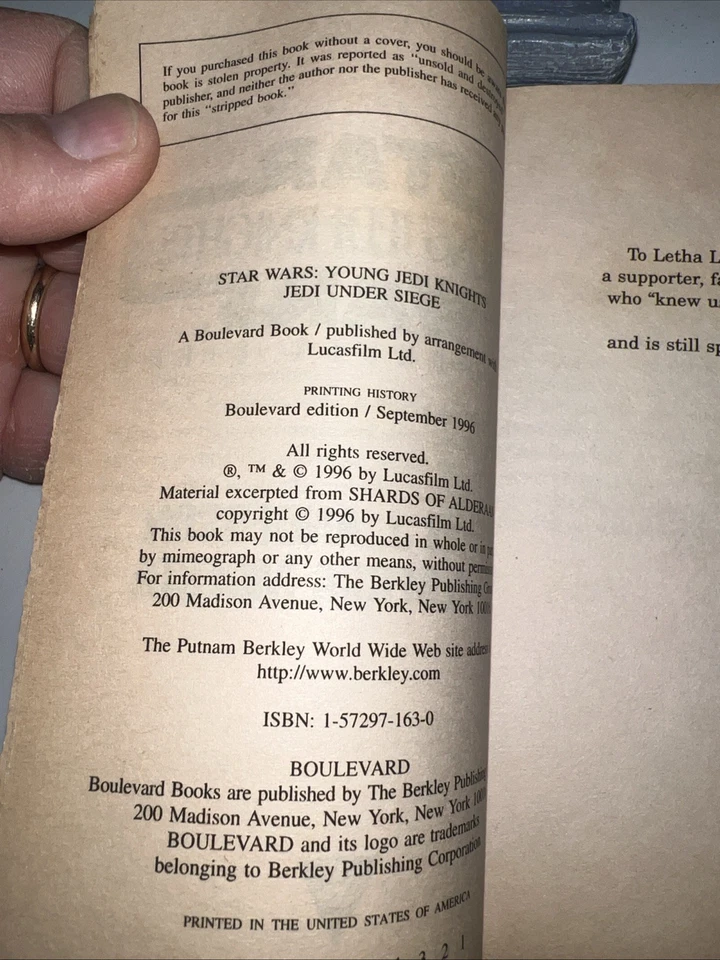 If you purchased this book without a cover, you should be
book is stolen property. It was reported as "unsold and
publisher, and neither the author nor the publisher has received
for this "stripped book."
STAR WARS: YOUNG JEDI KNIGHTS
JEDI UNDER SIEGE
A Boulevard Book / published by arrangement
Lucasfilm Ltd.
PRINTING HISTORY
Boulevard edition / September 1996
All rights reserved.
®, ™ & © 1996 by Lucasfilm Ltd.
Material excerpted from SHARDS OF
copyright © 1996 by Lucasfilm Ltd.
This book may not be reproduced in whole or in
by mimeograph or any other means, without
For information address: The Berkley Publishing
200 Madison Avenue, New York, New York
The Putnam Berkley World Wide Web site address
http://www.berkley.com
ISBN: 1-57297-163-0
BOULEVARD
Boulevard Books are published by The Berkley Publishing
200 Madison Avenue, New York, New York
BOULEVARD and its logo are trademarks
belonging to Berkley Publishing Corporation
PRINTED IN THE UNITED STATES OF AMERICA
3 2 1
To Letha L
a supporter, fa
who "knew u
and is still sp